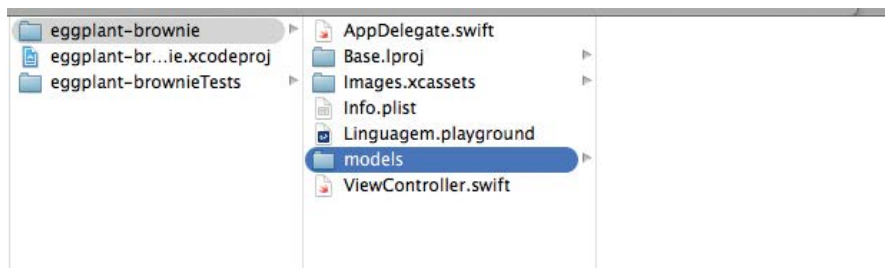 eggplant-brownie
eggplant-br...ie.xcodeproj
eggplant-brownieTests
AppDelegate.swift
Base.lproj
Images.xcassets
Info.plist
Linguagem.playground
models
ViewController.swift